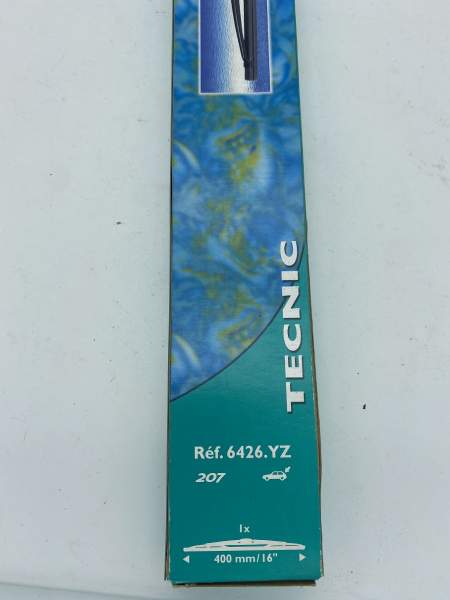 TECNIC
Réf. 6426.YZ
207
1x
400 mm/16"